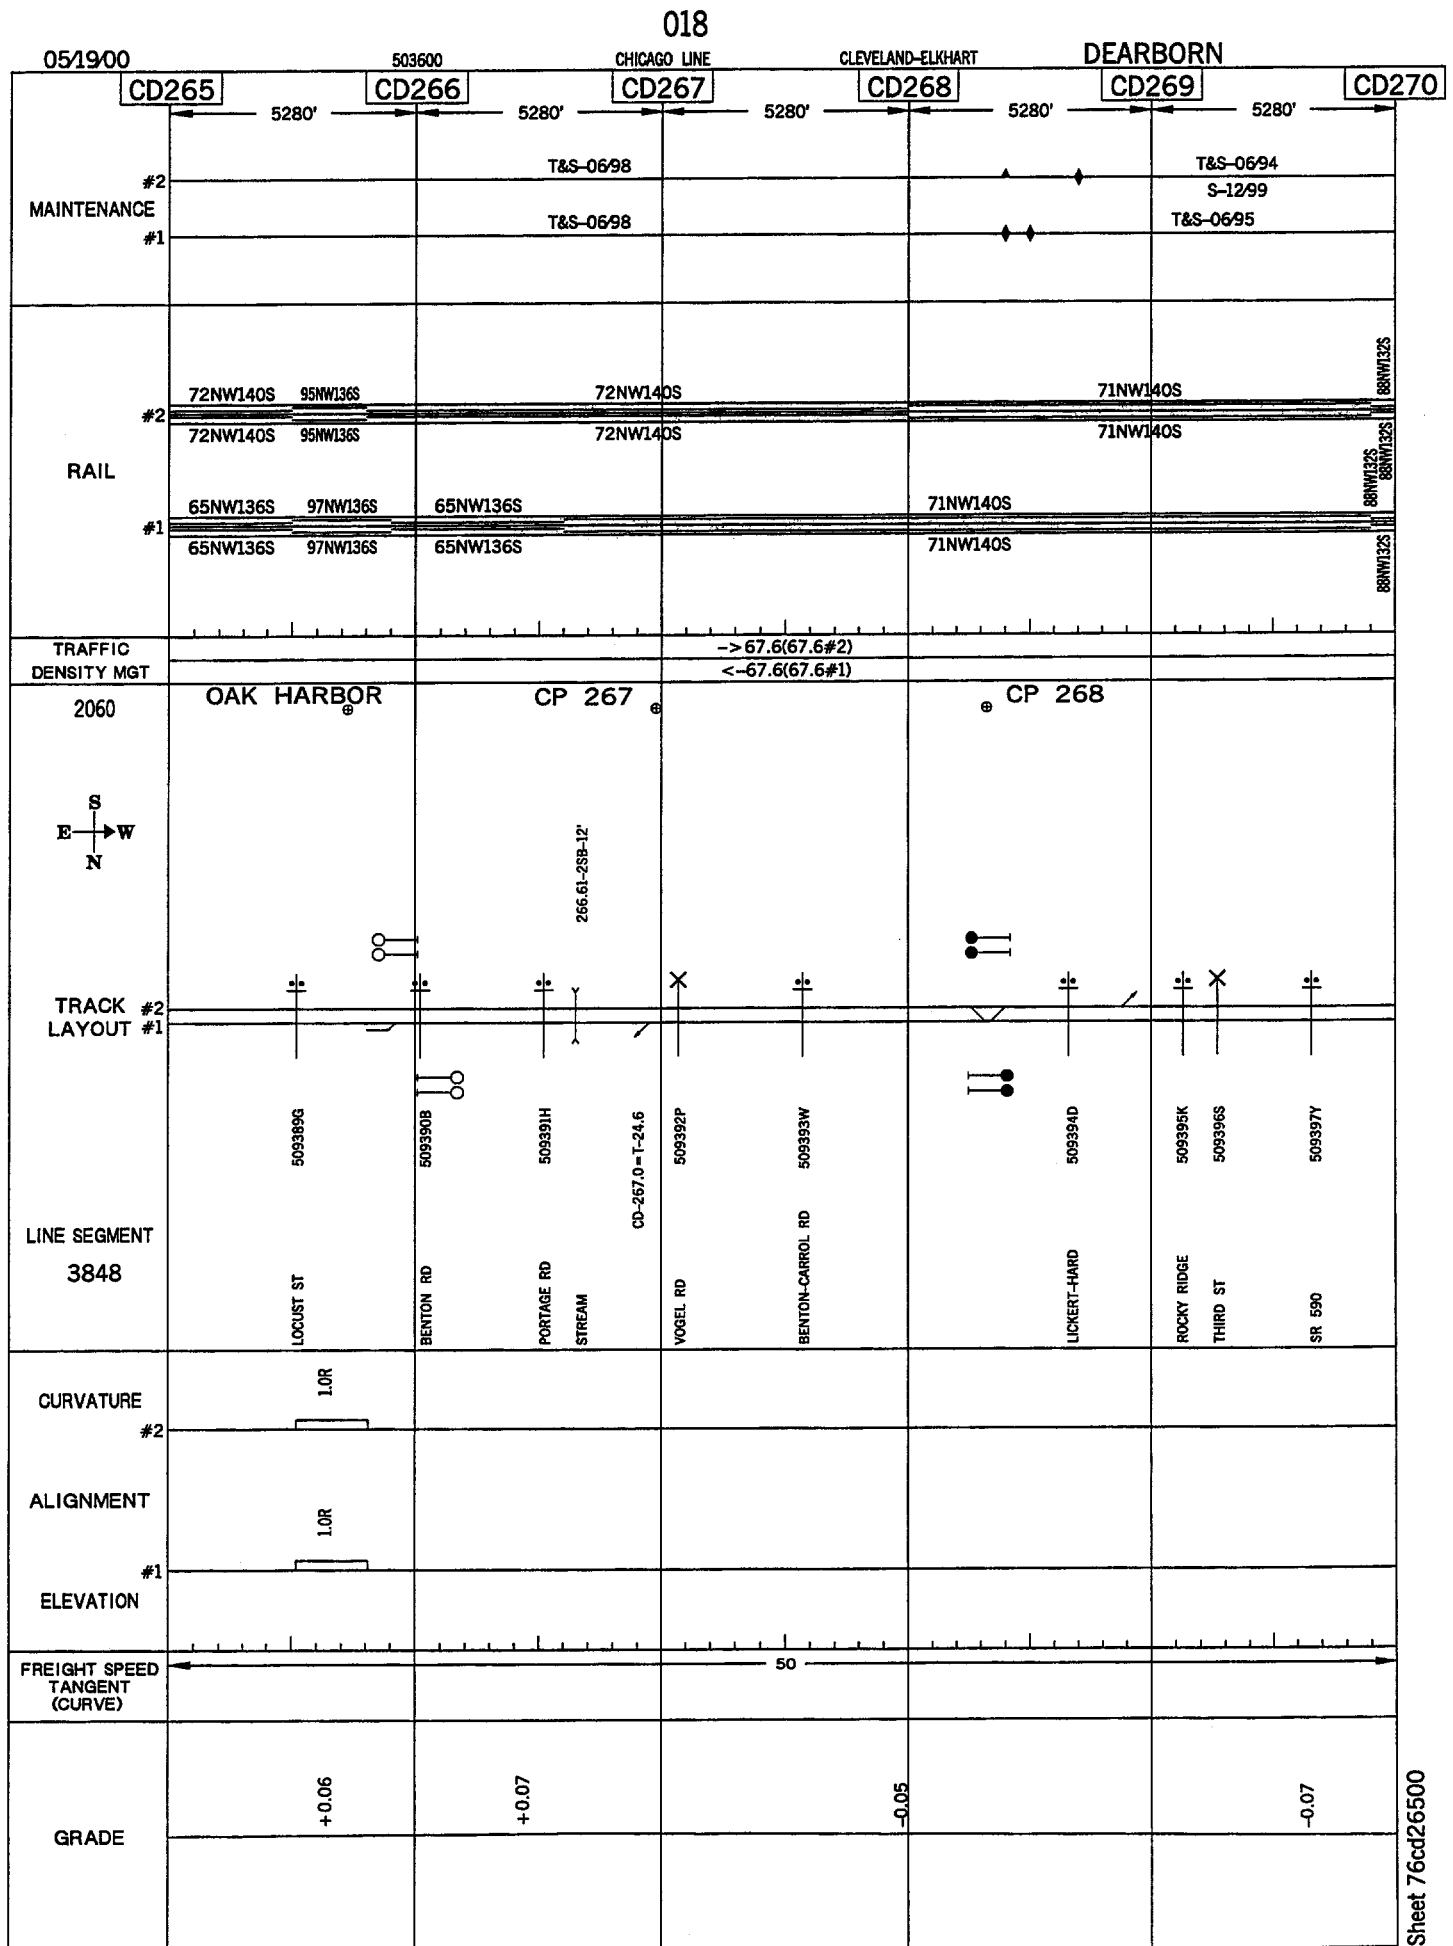 018
05/19/00 503600 CHICAGO LINE CLEVELAND-ELKHART DEARBORN
CD265 CD266 CD267 CD268 CD269 CD270
5280' 5280' 5280' 5280' 5280'
T&S-06/98 T&S-06/94
#2
S-12/99
MAINTENANCE
T&S-06/98 T&S-06/95
#1
88NW132S
72NW140S 95NW136S 72NW140S 71NW140S
#2
72NW140S 95NW136S 72NW140S 71NW140S
88NW132S
88NW132S
RAIL
65NW136S 97NW136S 65NW136S 71NW140S
#1
65NW136S 97NW136S 65NW136S 71NW140S
88NW132S
TRAFFIC
DENSITY MGT
->67.6(67.6#2)
<-67.6(67.6#1)
2060
OAK HARBOR CP 267 CP 268
S
E W
N
266.61-2SB-12'
TRACK #2
LAYOUT #1
509389G 509390B 509391H CD-267.0=T-24.6 509392P 509393W 509394D 509395K 509396S 509397Y
LINE SEGMENT
3848
LOCUST ST BENTON RD PORTAGE RD STREAM VOGEL RD BENTON-CARROL RD LICKERT-HARD ROCKY RIDGE THIRD ST SR 590
CURVATURE
1.0R
#2
ALIGNMENT
1.0R
#1
ELEVATION
FREIGHT SPEED
TANGENT
(CURVE)
50
GRADE
+0.06 +0.07 -0.05 -0.07
Sheet 76cd26500